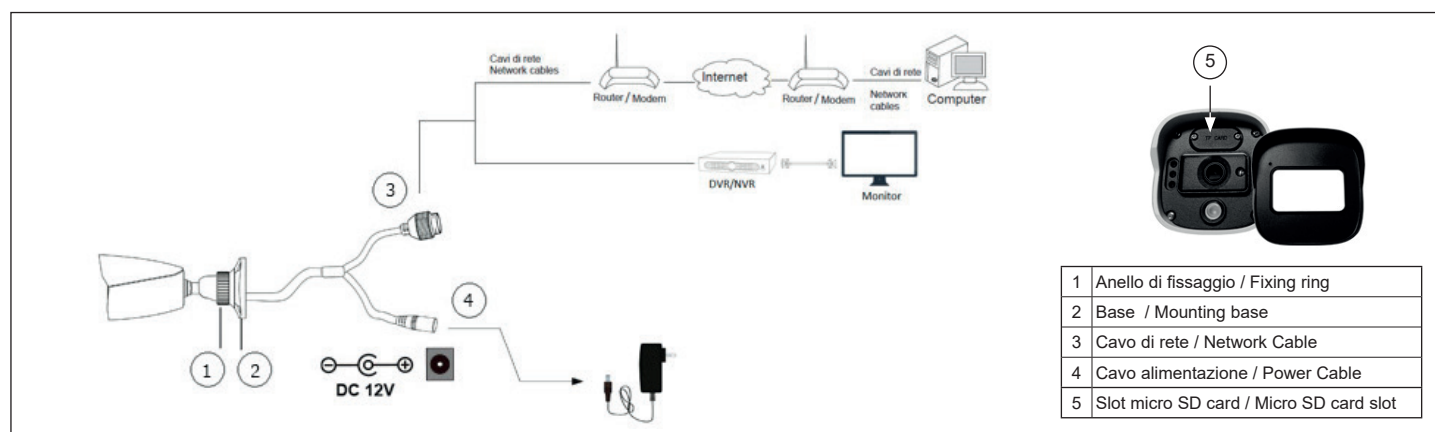 Cavi di rete
Network cables
Router / Modem
Internet
Router / Modem
Cavi di rete
Network
cables
Computer
DVR/NVR
Monitor
3
4
1
2
DC 12V
5
TF CARD
1 Anello di fissaggio / Fixing ring
2 Base / Mounting base
3 Cavo di rete / Network Cable
4 Cavo alimentazione / Power Cable
5 Slot micro SD card / Micro SD card slot